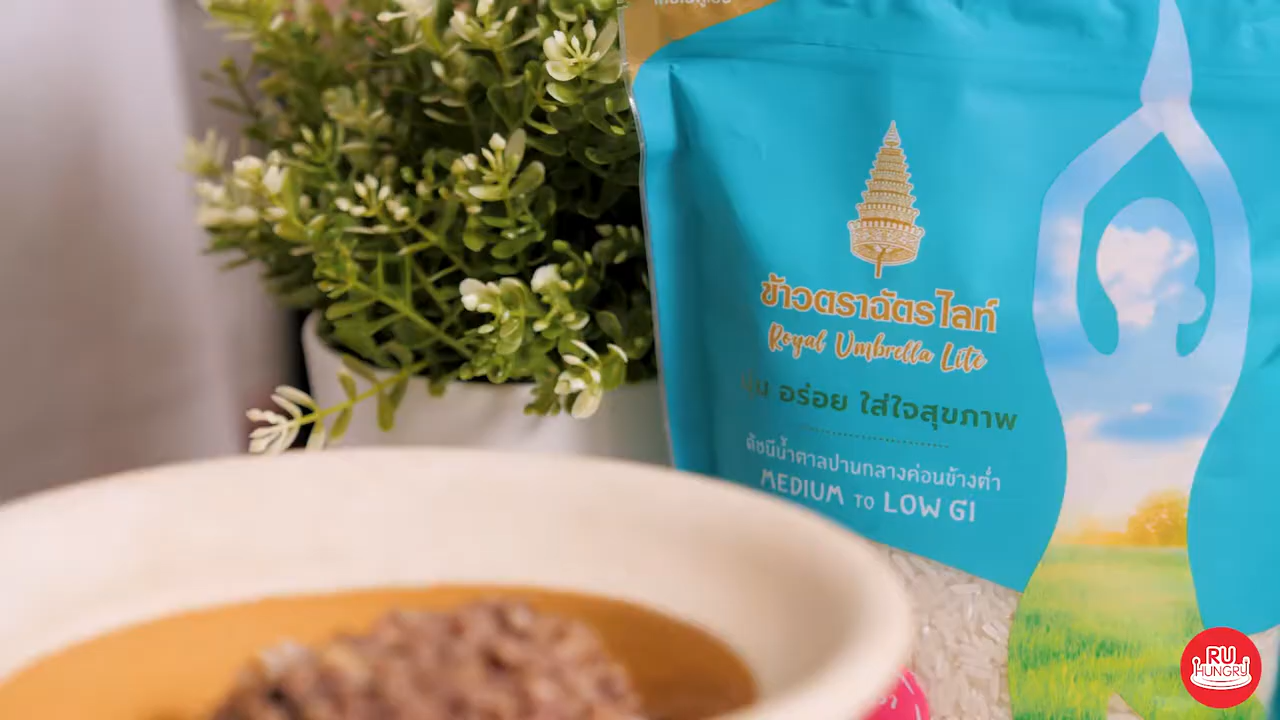 ข้าวตราฉัตรไลท์
Royal Umbrella Lite
อร่อย ใส่ใจสุขภาพ
ดัชนีน้ำตาลปานกลางค่อนข้างต่ำ
MEDIUM TO LOW GI
RU
HUNGRY